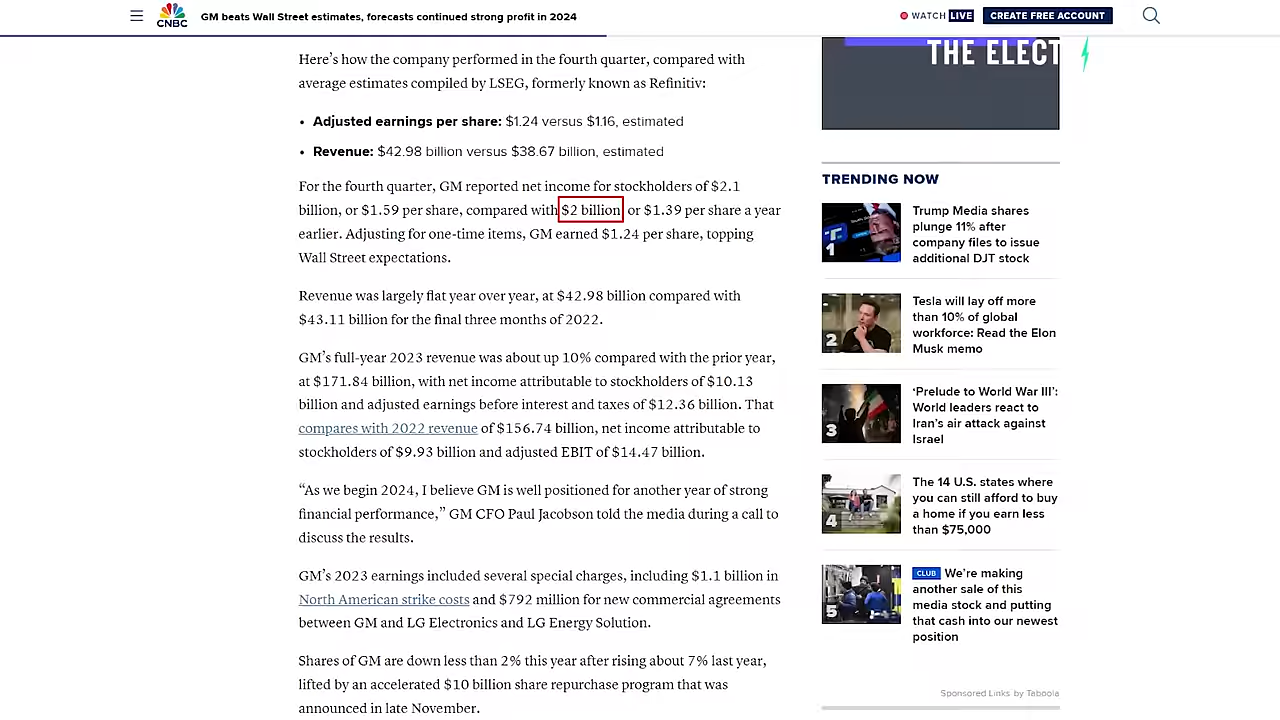 CNBC
GM beats Wall Street estimates, forecasts continued strong profit in 2024
WATCH LIVE
CREATE FREE ACCOUNT
Here’s how the company performed in the fourth quarter, compared with
average estimates compiled by LSEG, formerly known as Refinitiv:
• Adjusted earnings per share: $1.24 versus $1.16, estimated
• Revenue: $42.98 billion versus $38.67 billion, estimated
For the fourth quarter, GM reported net income for stockholders of $2.1
billion, or $1.59 per share, compared with $2 billion, or $1.39 per share a year
earlier. Adjusting for one-time items, GM earned $1.24 per share, topping
Wall Street expectations.
Revenue was largely flat year over year, at $42.98 billion compared with
$43.11 billion for the final three months of 2022.
GM’s full-year 2023 revenue was about up 10% compared with the prior year,
at $171.84 billion, with net income attributable to stockholders of $10.13
billion and adjusted earnings before interest and taxes of $12.36 billion. That
compares with 2022 revenue of $156.74 billion, net income attributable to
stockholders of $9.93 billion and adjusted EBIT of $14.47 billion.
“As we begin 2024, I believe GM is well positioned for another year of strong
financial performance,” GM CFO Paul Jacobson told the media during a call to
discuss the results.
GM’s 2023 earnings included several special charges, including $1.1 billion in
North American strike costs and $792 million for new commercial agreements
between GM and LG Electronics and LG Energy Solution.
Shares of GM are down less than 2% this year after rising about 7% last year,
lifted by an accelerated $10 billion share repurchase program that was
announced in late November.
THE ELECT
TRENDING NOW
1
Trump Media shares
plunge 11% after
company files to issue
additional DJT stock
2
Tesla will lay off more
than 10% of global
workforce: Read the Elon
Musk memo
3
‘Prelude to World War III’:
World leaders react to
Iran’s air attack against
Israel
4
The 14 U.S. states where
you can still afford to buy
a home if you earn less
than $75,000
5
CLUB We’re making
another sale of this
media stock and putting
that cash into our newest
position
Sponsored Links by Taboola